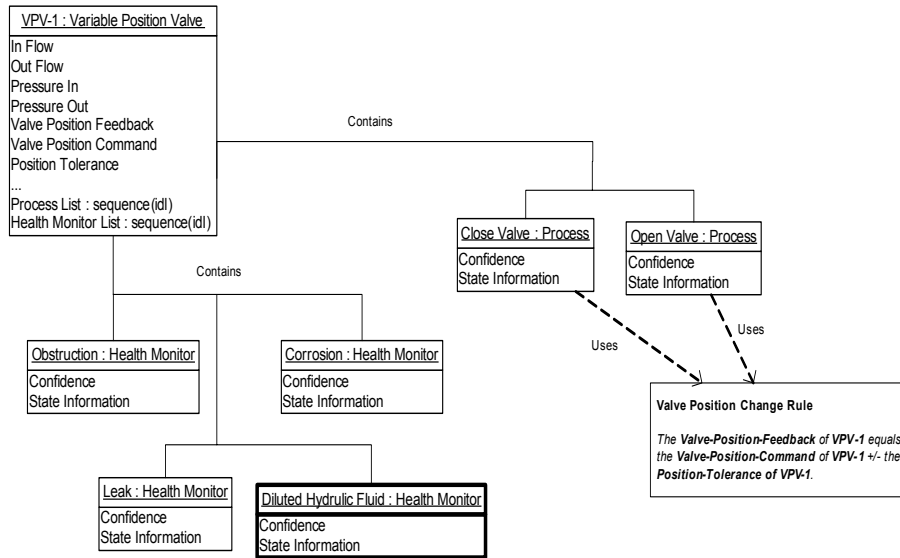 VPV-1 : Variable Position Valve
In Flow
Out Flow
Pressure In
Pressure Out
Valve Position Feedback
Valve Position Command
Position Tolerance
...
Process List : sequence(idl)
Health Monitor List : sequence(idl)
Contains
Close Valve : Process
Confidence
State Information
Open Valve : Process
Confidence
State Information
Contains
Obstruction : Health Monitor
Confidence
State Information
Corrosion : Health Monitor
Confidence
State Information
Leak : Health Monitor
Confidence
State Information
Diluted Hydrulic Fluid : Health Monitor
Confidence
State Information
Uses
Uses
Valve Position Change Rule
The Valve-Position-Feedback of VPV-1 equals
the Valve-Position-Command of VPV-1 +/- the
Position-Tolerance of VPV-1.